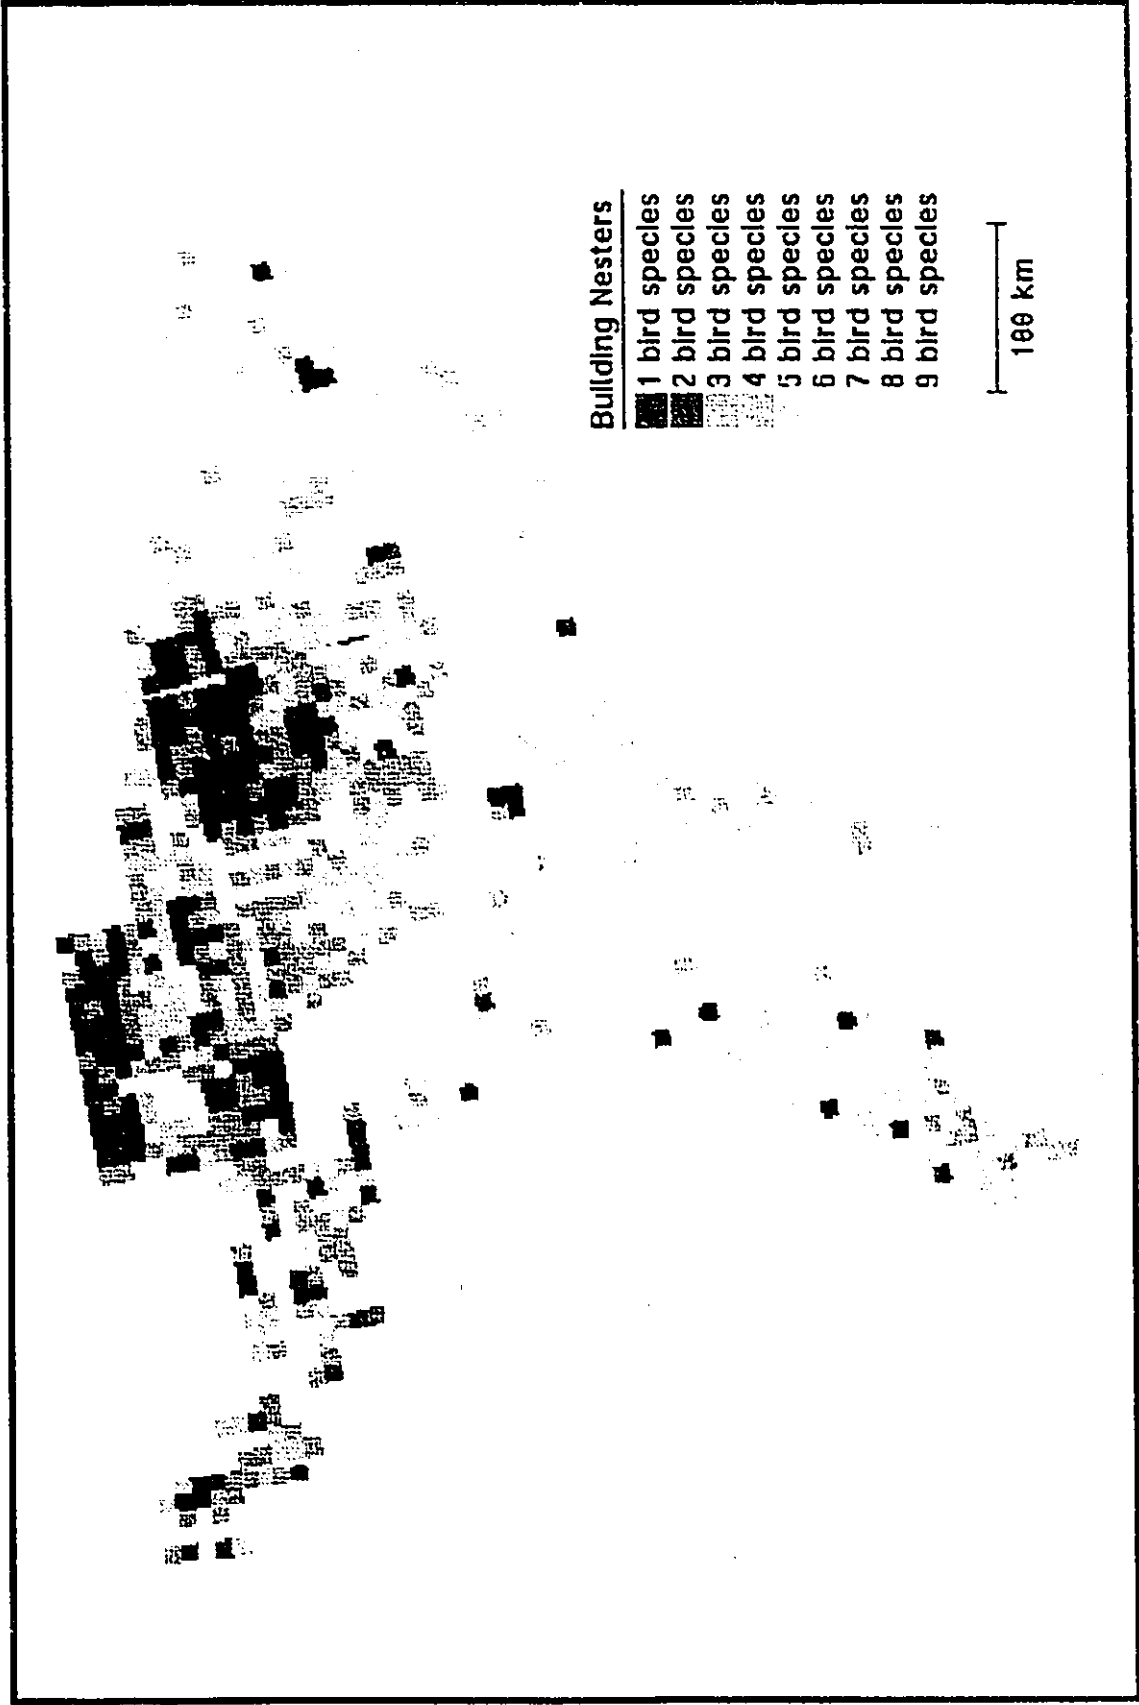 Building Nesters
1 bird species
2 bird species
3 bird species
4 bird species
5 bird species
6 bird species
7 bird species
8 bird species
9 bird species
100 km